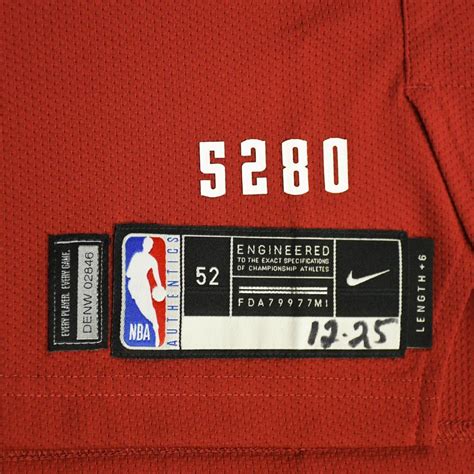 5280
EVERY PLAYER. EVERY GAME.
DENW 02846
NBA
AUTHENTICS
52
ENGINEERED
TO THE EXACT SPECIFICATIONS
OF CHAMPIONSHIP ATHLETES
FDA79977M1
LENGTH +6
12-25